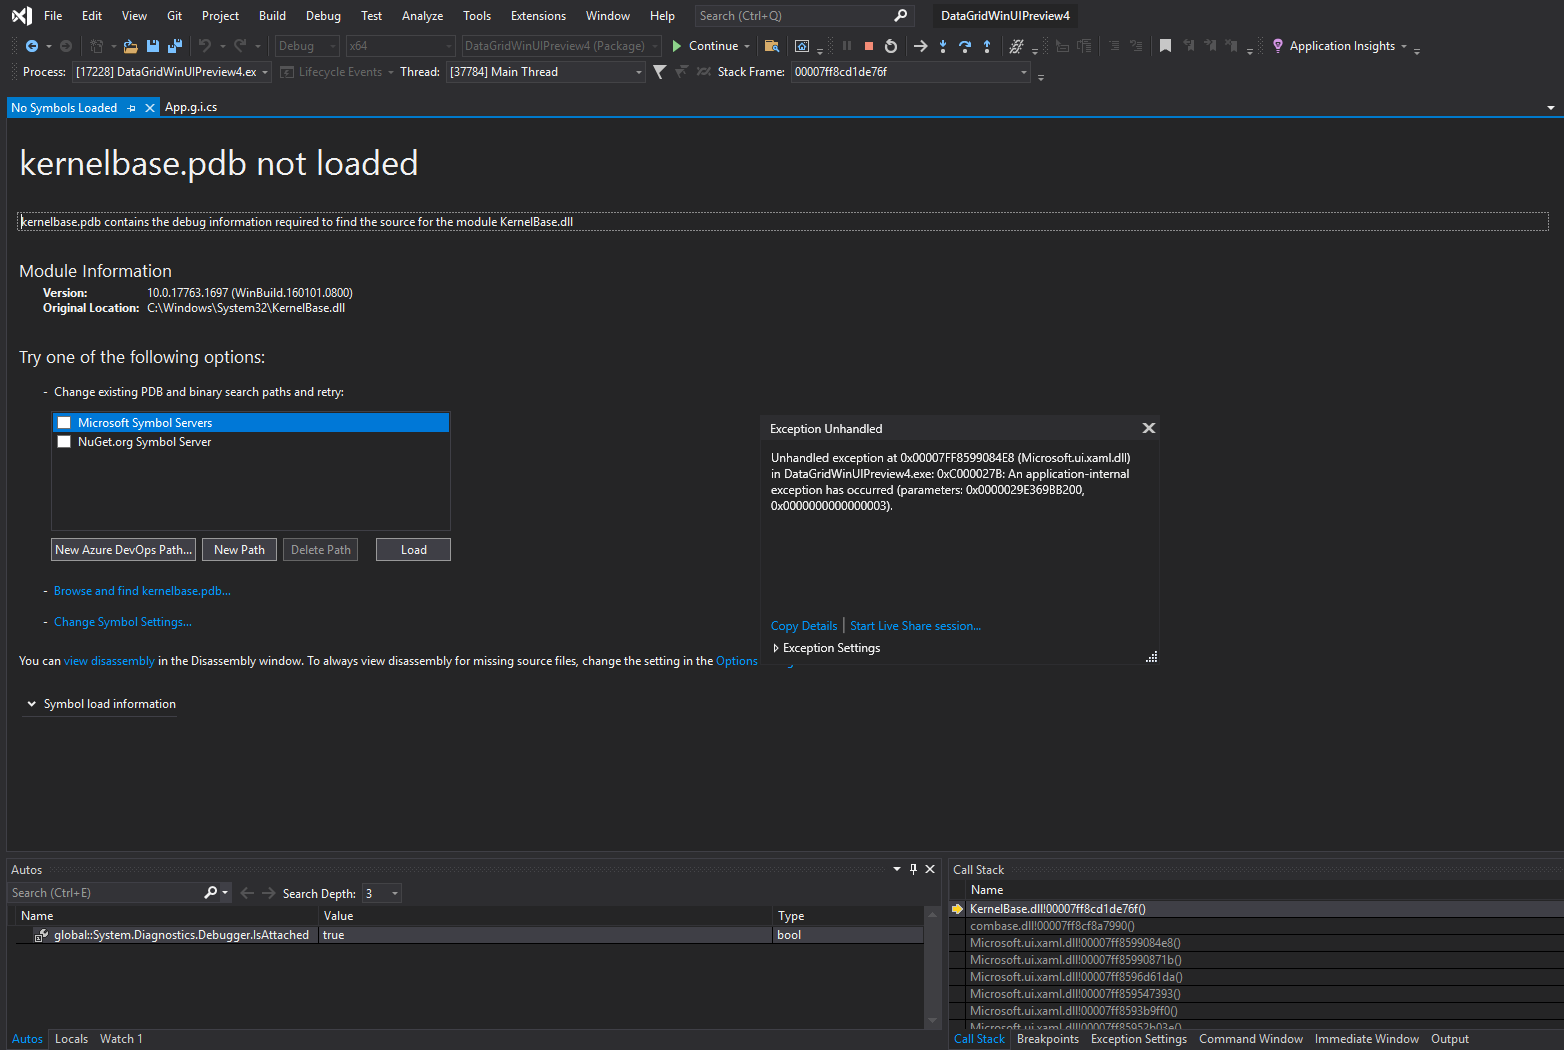 File Edit View Git Project Build Debug Test Analyze Tools Extensions Window Help Search (Ctrl+Q) DataGridWinUIPreview4
Debug x64 DataGridWinUIPreview4 (Package) Continue Application Insights
Process: [17228] DataGridWinUIPreview4.ex Lifecycle Events Thread: [37784] Main Thread Stack Frame: 00007ff8cd1de76f
No Symbols Loaded App.g.i.cs
kernelbase.pdb not loaded
kernelbase.pdb contains the debug information required to find the source for the module KernelBase.dll
Module Information
Version: 10.0.17763.1697 (WinBuild.160101.0800)
Original Location: C:\Windows\System32\KernelBase.dll
Try one of the following options:
- Change existing PDB and binary search paths and retry:
Microsoft Symbol Servers
NuGet.org Symbol Server
New Azure DevOps Path... New Path Delete Path Load
- Browse and find kernelbase.pdb...
- Change Symbol Settings...
You can view disassembly in the Disassembly window. To always view disassembly for missing source files, change the setting in the Options
Symbol load information
Exception Unhandled
Unhandled exception at 0x00007FF8599084E8 (Microsoft.ui.xaml.dll)
in DataGridWinUIPreview4.exe: 0xC000027B: An application-internal
exception has occurred (parameters: 0x0000029E369BB200,
0x0000000000000003).
Copy Details | Start Live Share session...
Exception Settings
Autos
Search (Ctrl+E) Search Depth: 3
Name Value Type
global::System.Diagnostics.Debugger.IsAttached true bool
Autos Locals Watch 1
Call Stack
Name
KernelBase.dll!00007ff8cd1de76f()
combase.dll!00007ff8cf8a7990()
Microsoft.ui.xaml.dll!00007ff8599084e8()
Microsoft.ui.xaml.dll!00007ff85990871b()
Microsoft.ui.xaml.dll!00007ff8596d61da()
Microsoft.ui.xaml.dll!00007ff859547393()
Microsoft.ui.xaml.dll!00007ff8593b9ff0()
Microsoft.ui.xaml.dll!00007ff85952b03e()
Call Stack Breakpoints Exception Settings Command Window Immediate Window Output